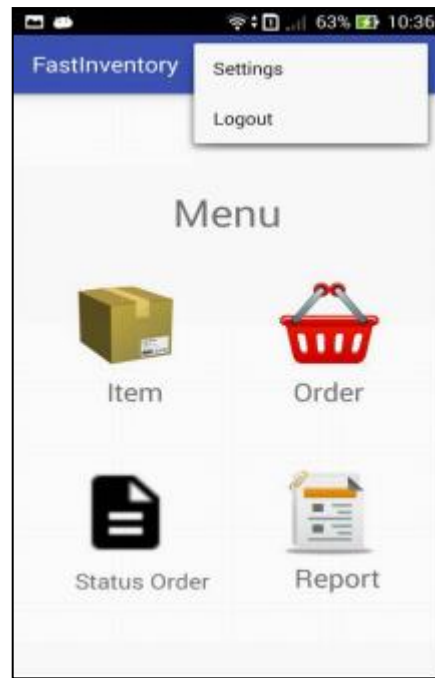 63% 10:36
FastInventory
Settings
Logout
Menu
Item Order
Status Order Report